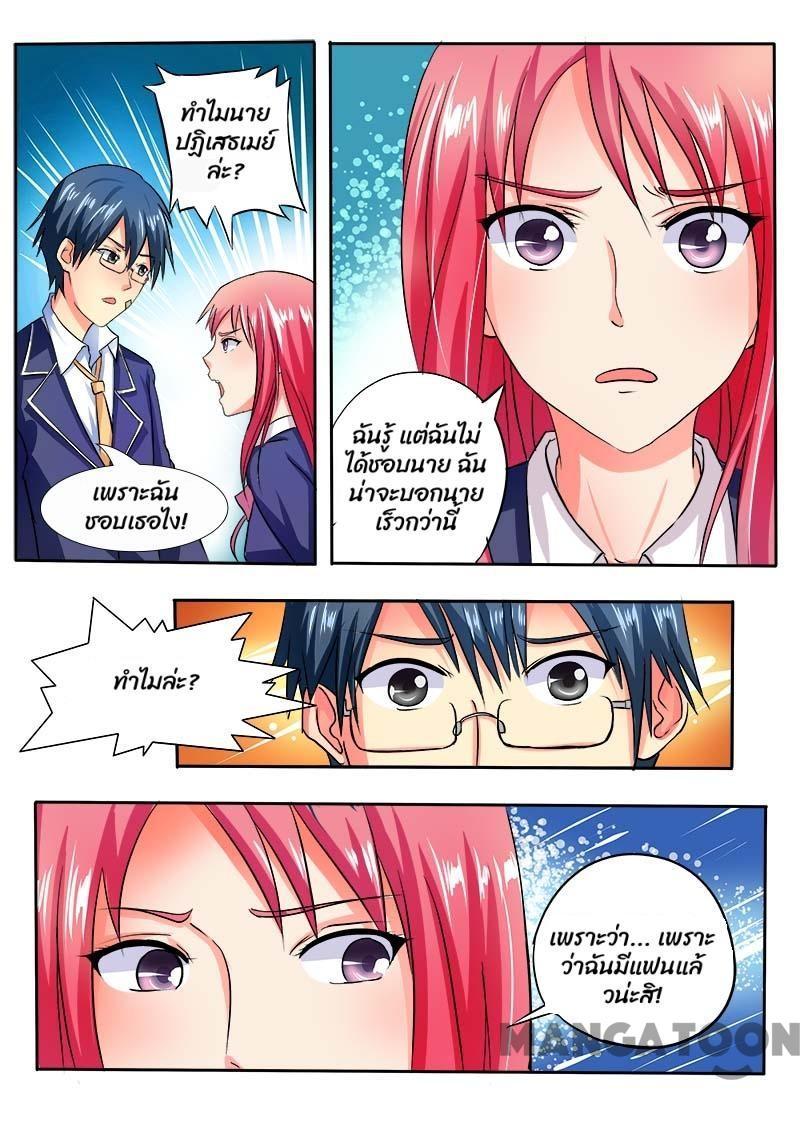 ทำไมนาย
ปฏิเสธเมย์
ล่ะ?
เพราะฉัน
ชอบเธอไง!
ฉันรู้ แต่ฉันไม่
ได้ชอบนาย ฉัน
น่าจะบอกนาย
เร็วกว่านี้
ทำไมล่ะ?
เพราะว่า... เพราะ
ว่าฉันมีแฟนแล้
วน่ะสิ!
MANGATOON